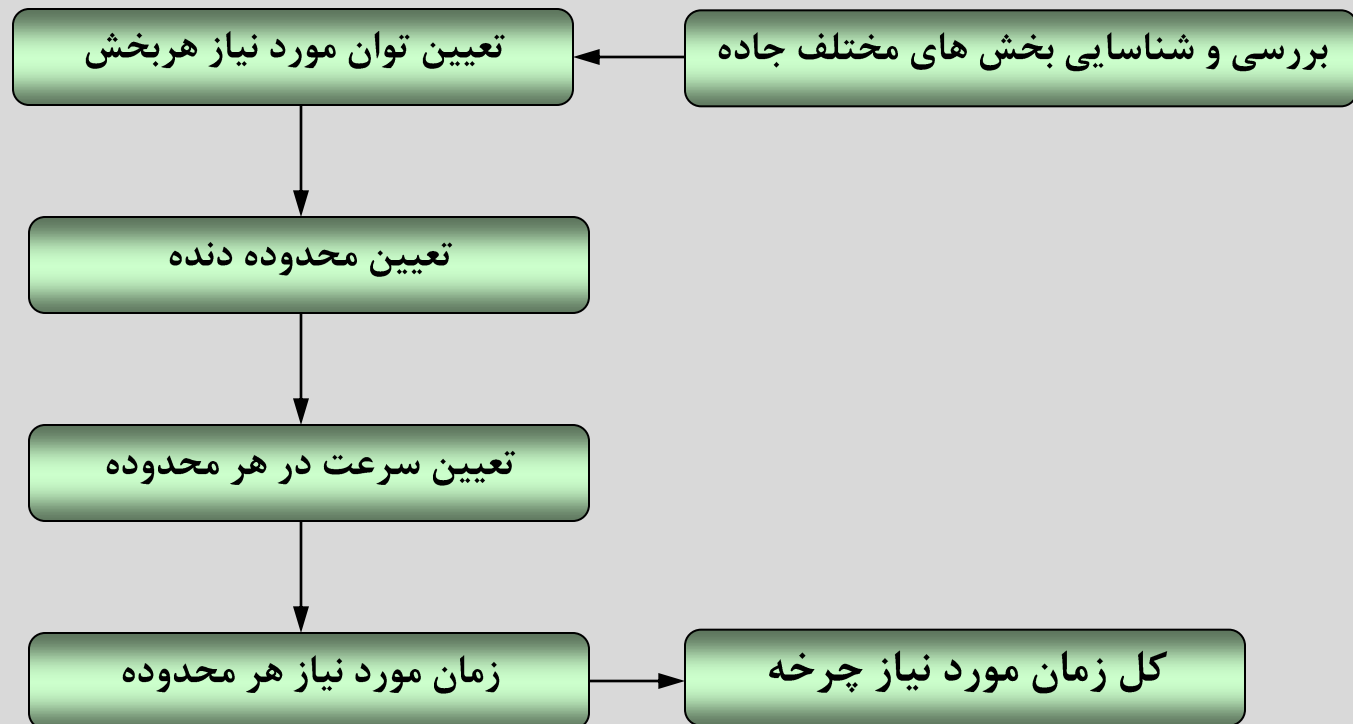 بررسی و شناسایی بخش های مختلف جاده
تعیین توان مورد نیاز هربخش
تعیین محدوده دنده
تعیین سرعت در هر محدوده
زمان مورد نیاز هر محدوده
کل زمان مورد نیاز چرخه